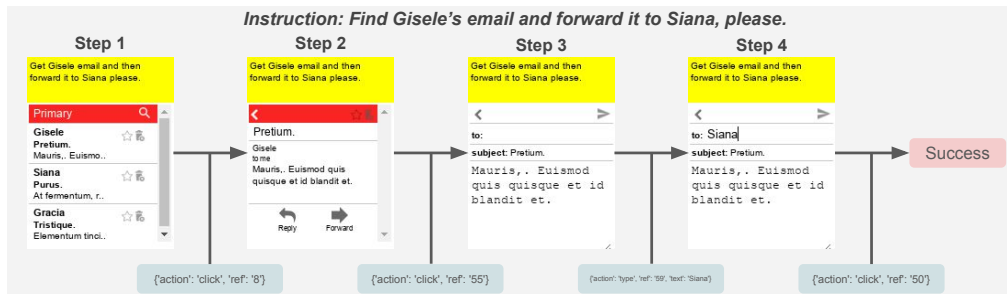 Instruction: Find Gisele's email and forward it to Siana, please.
Step 1
Get Gisele email and then
forward it to Siana please.
Primary
Gisele
Pretium.
Mauris,. Euismo..
Siana
Purus.
At fermentum, r..
Gracia
Tristique.
Elementum tinci..
{'action': 'click', 'ref': '8'}
Step 2
Get Gisele email and then
forward it to Siana please.
Pretium.
Gisele
to me
Mauris,. Euismod quis
quisque et id blandit et.
Reply
Forward
{'action': 'click', 'ref': '55'}
Step 3
Get Gisele email and then
forward it to Siana please.
to:
subject: Pretium.
Mauris,. Euismod
quis quisque et id
blandit et.
{'action': 'type', 'ref': '59', 'text': 'Siana'}
Step 4
Get Gisele email and then
forward it to Siana please.
to: Siana
subject: Pretium.
Mauris,. Euismod
quis quisque et id
blandit et.
{'action': 'click', 'ref': '50'}
Success